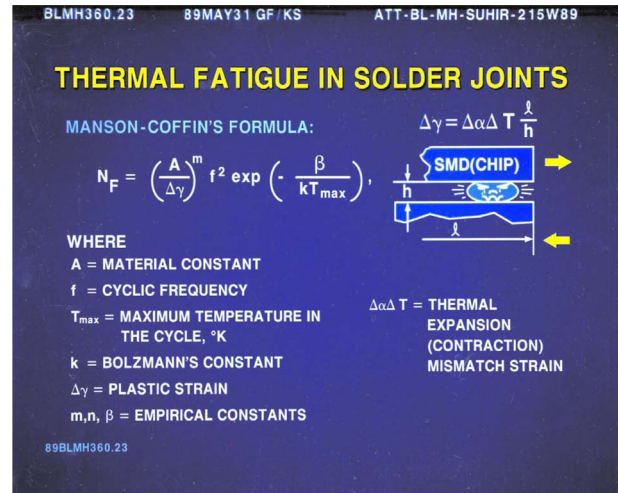 BLMH360.23 89MAY31 GF/KS ATT-BL-MH-SUHIR-215W89
THERMAL FATIGUE IN SOLDER JOINTS
MANSON-COFFIN'S FORMULA:
Δγ = ΔαΔ T ℓ/h
N_F = (A/Δγ)^m f² exp (- β/kT_max),
SMD(CHIP)
h
ℓ
WHERE
A = MATERIAL CONSTANT
f = CYCLIC FREQUENCY
T_max = MAXIMUM TEMPERATURE IN
THE CYCLE, °K
k = BOLZMANN'S CONSTANT
Δγ = PLASTIC STRAIN
m,n, β = EMPIRICAL CONSTANTS
ΔαΔ T = THERMAL
EXPANSION
(CONTRACTION)
MISMATCH STRAIN
89BLMH360.23